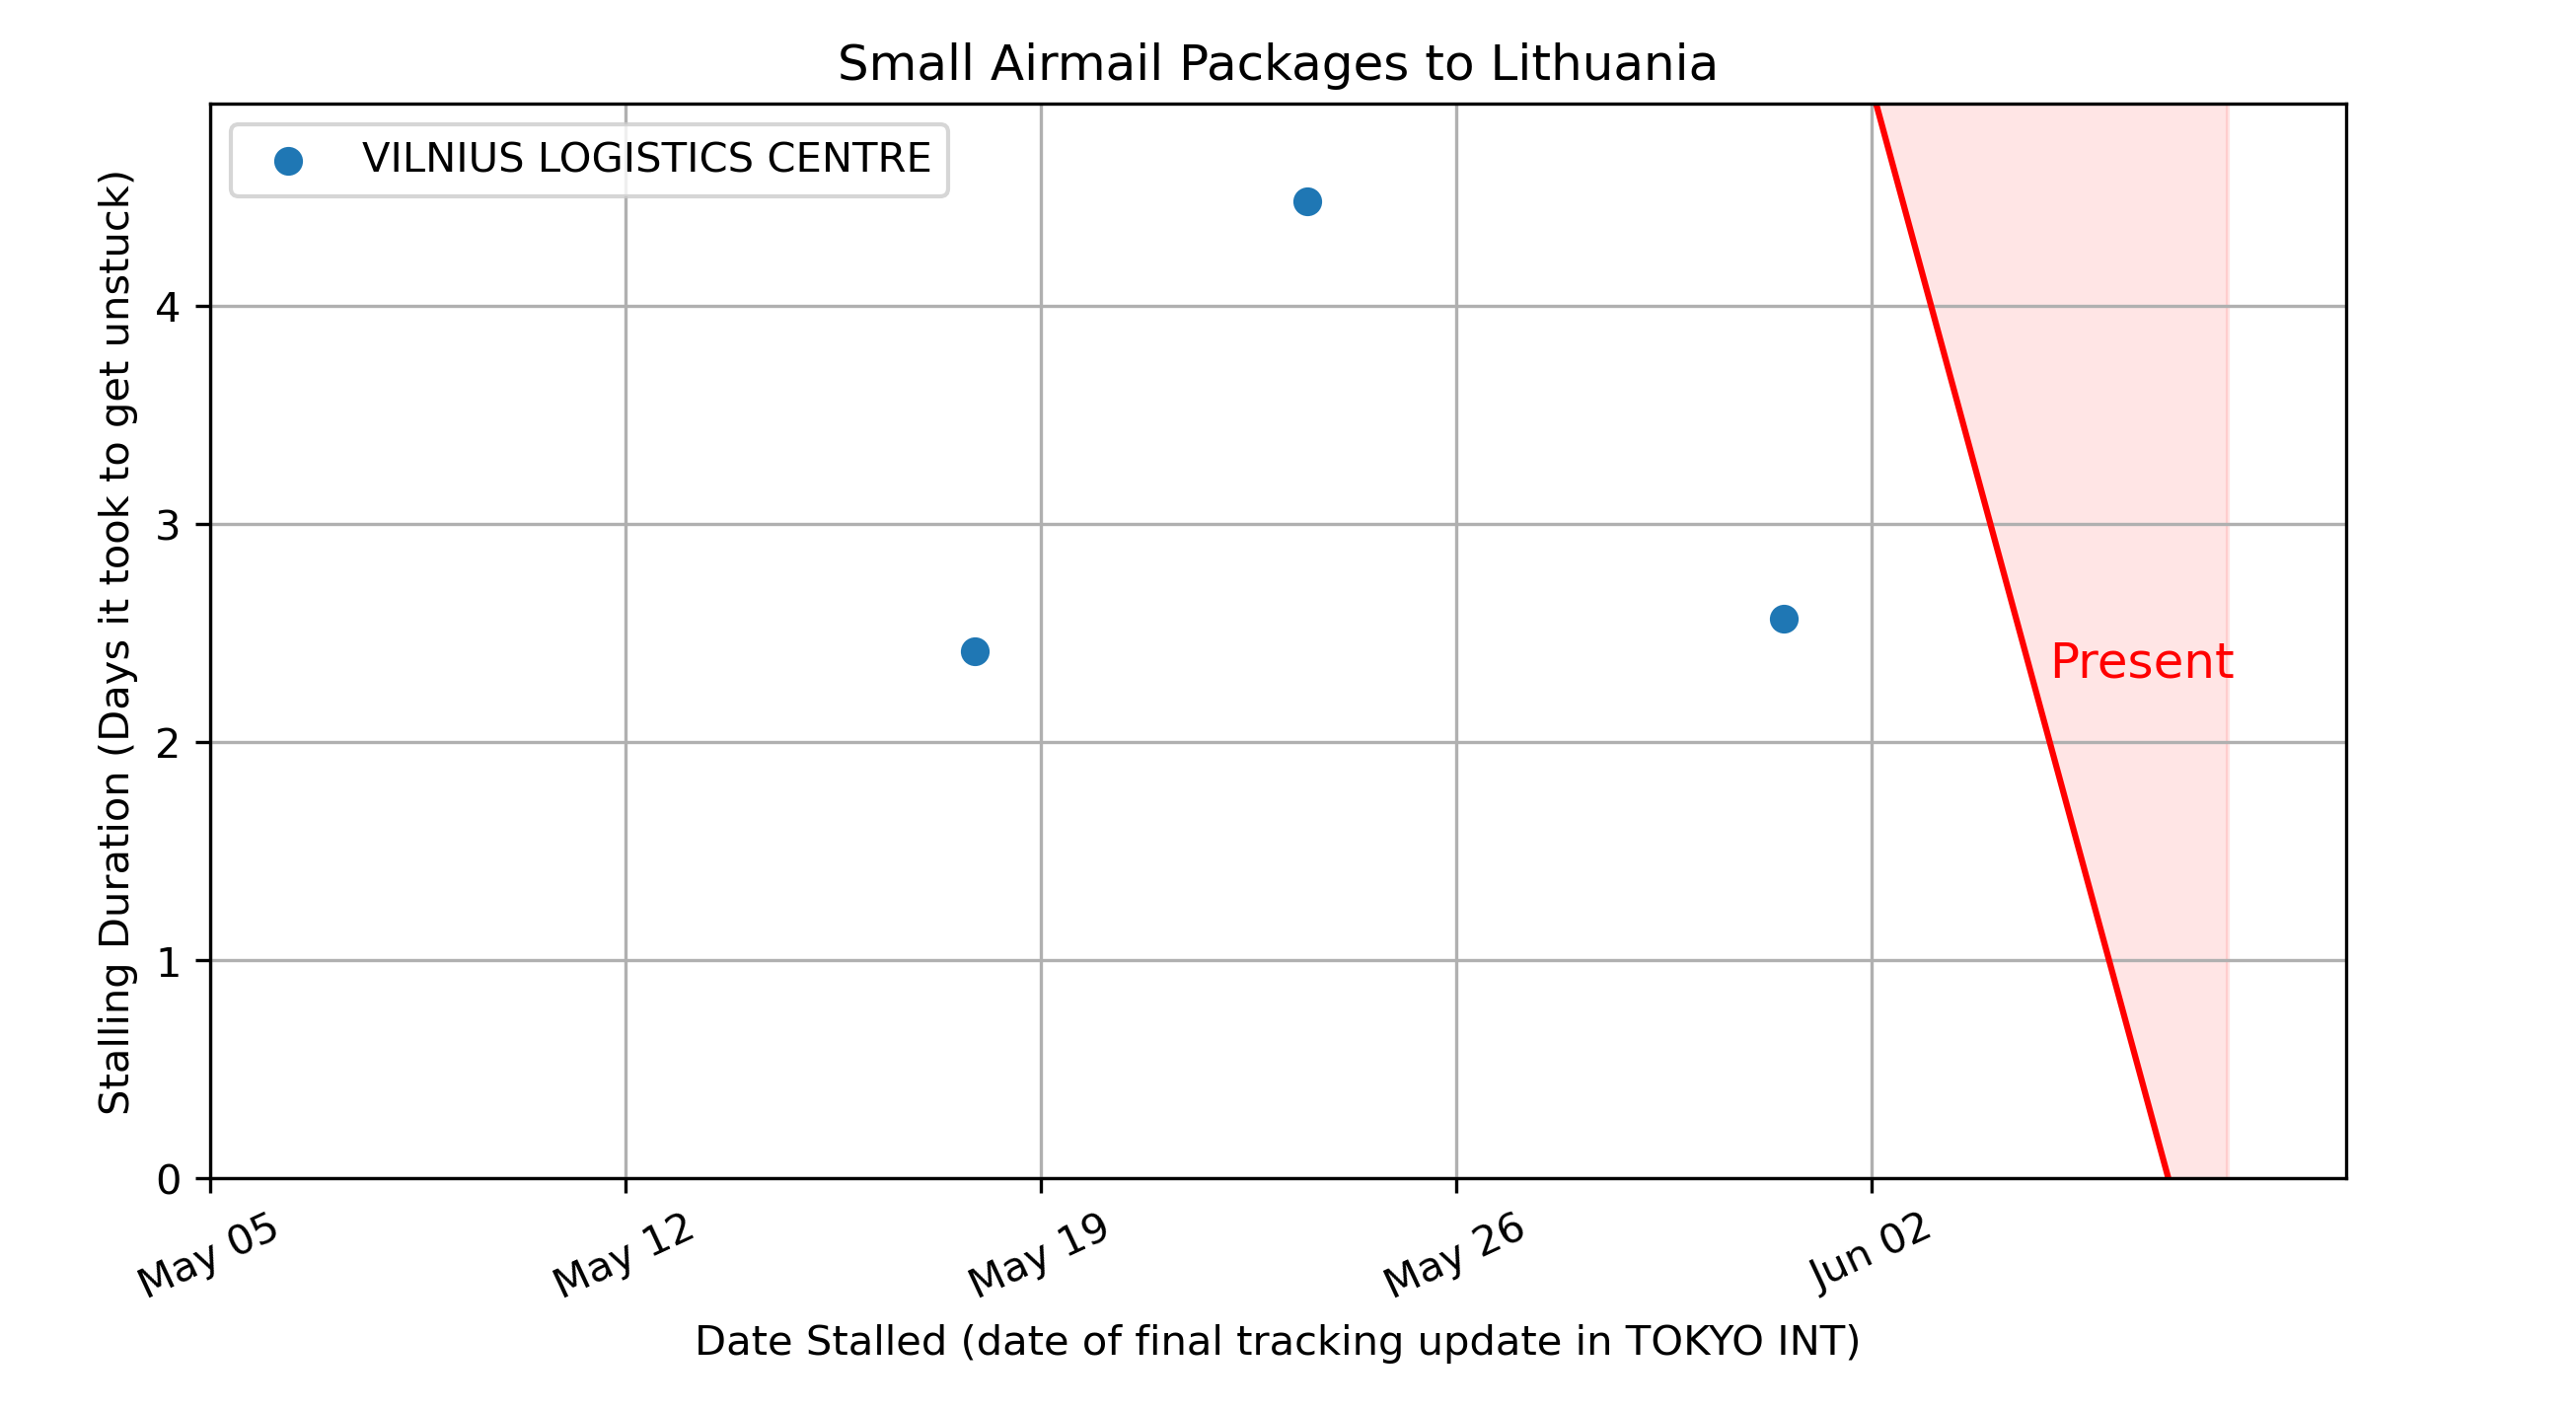 Small Airmail Packages to Lithuania
VILNIUS LOGISTICS CENTRE
Stalling Duration (Days it took to get unstuck)
4
3
2
1
0
Present
May 05
May 12
May 19
May 26
Jun 02
Date Stalled (date of final tracking update in TOKYO INT)